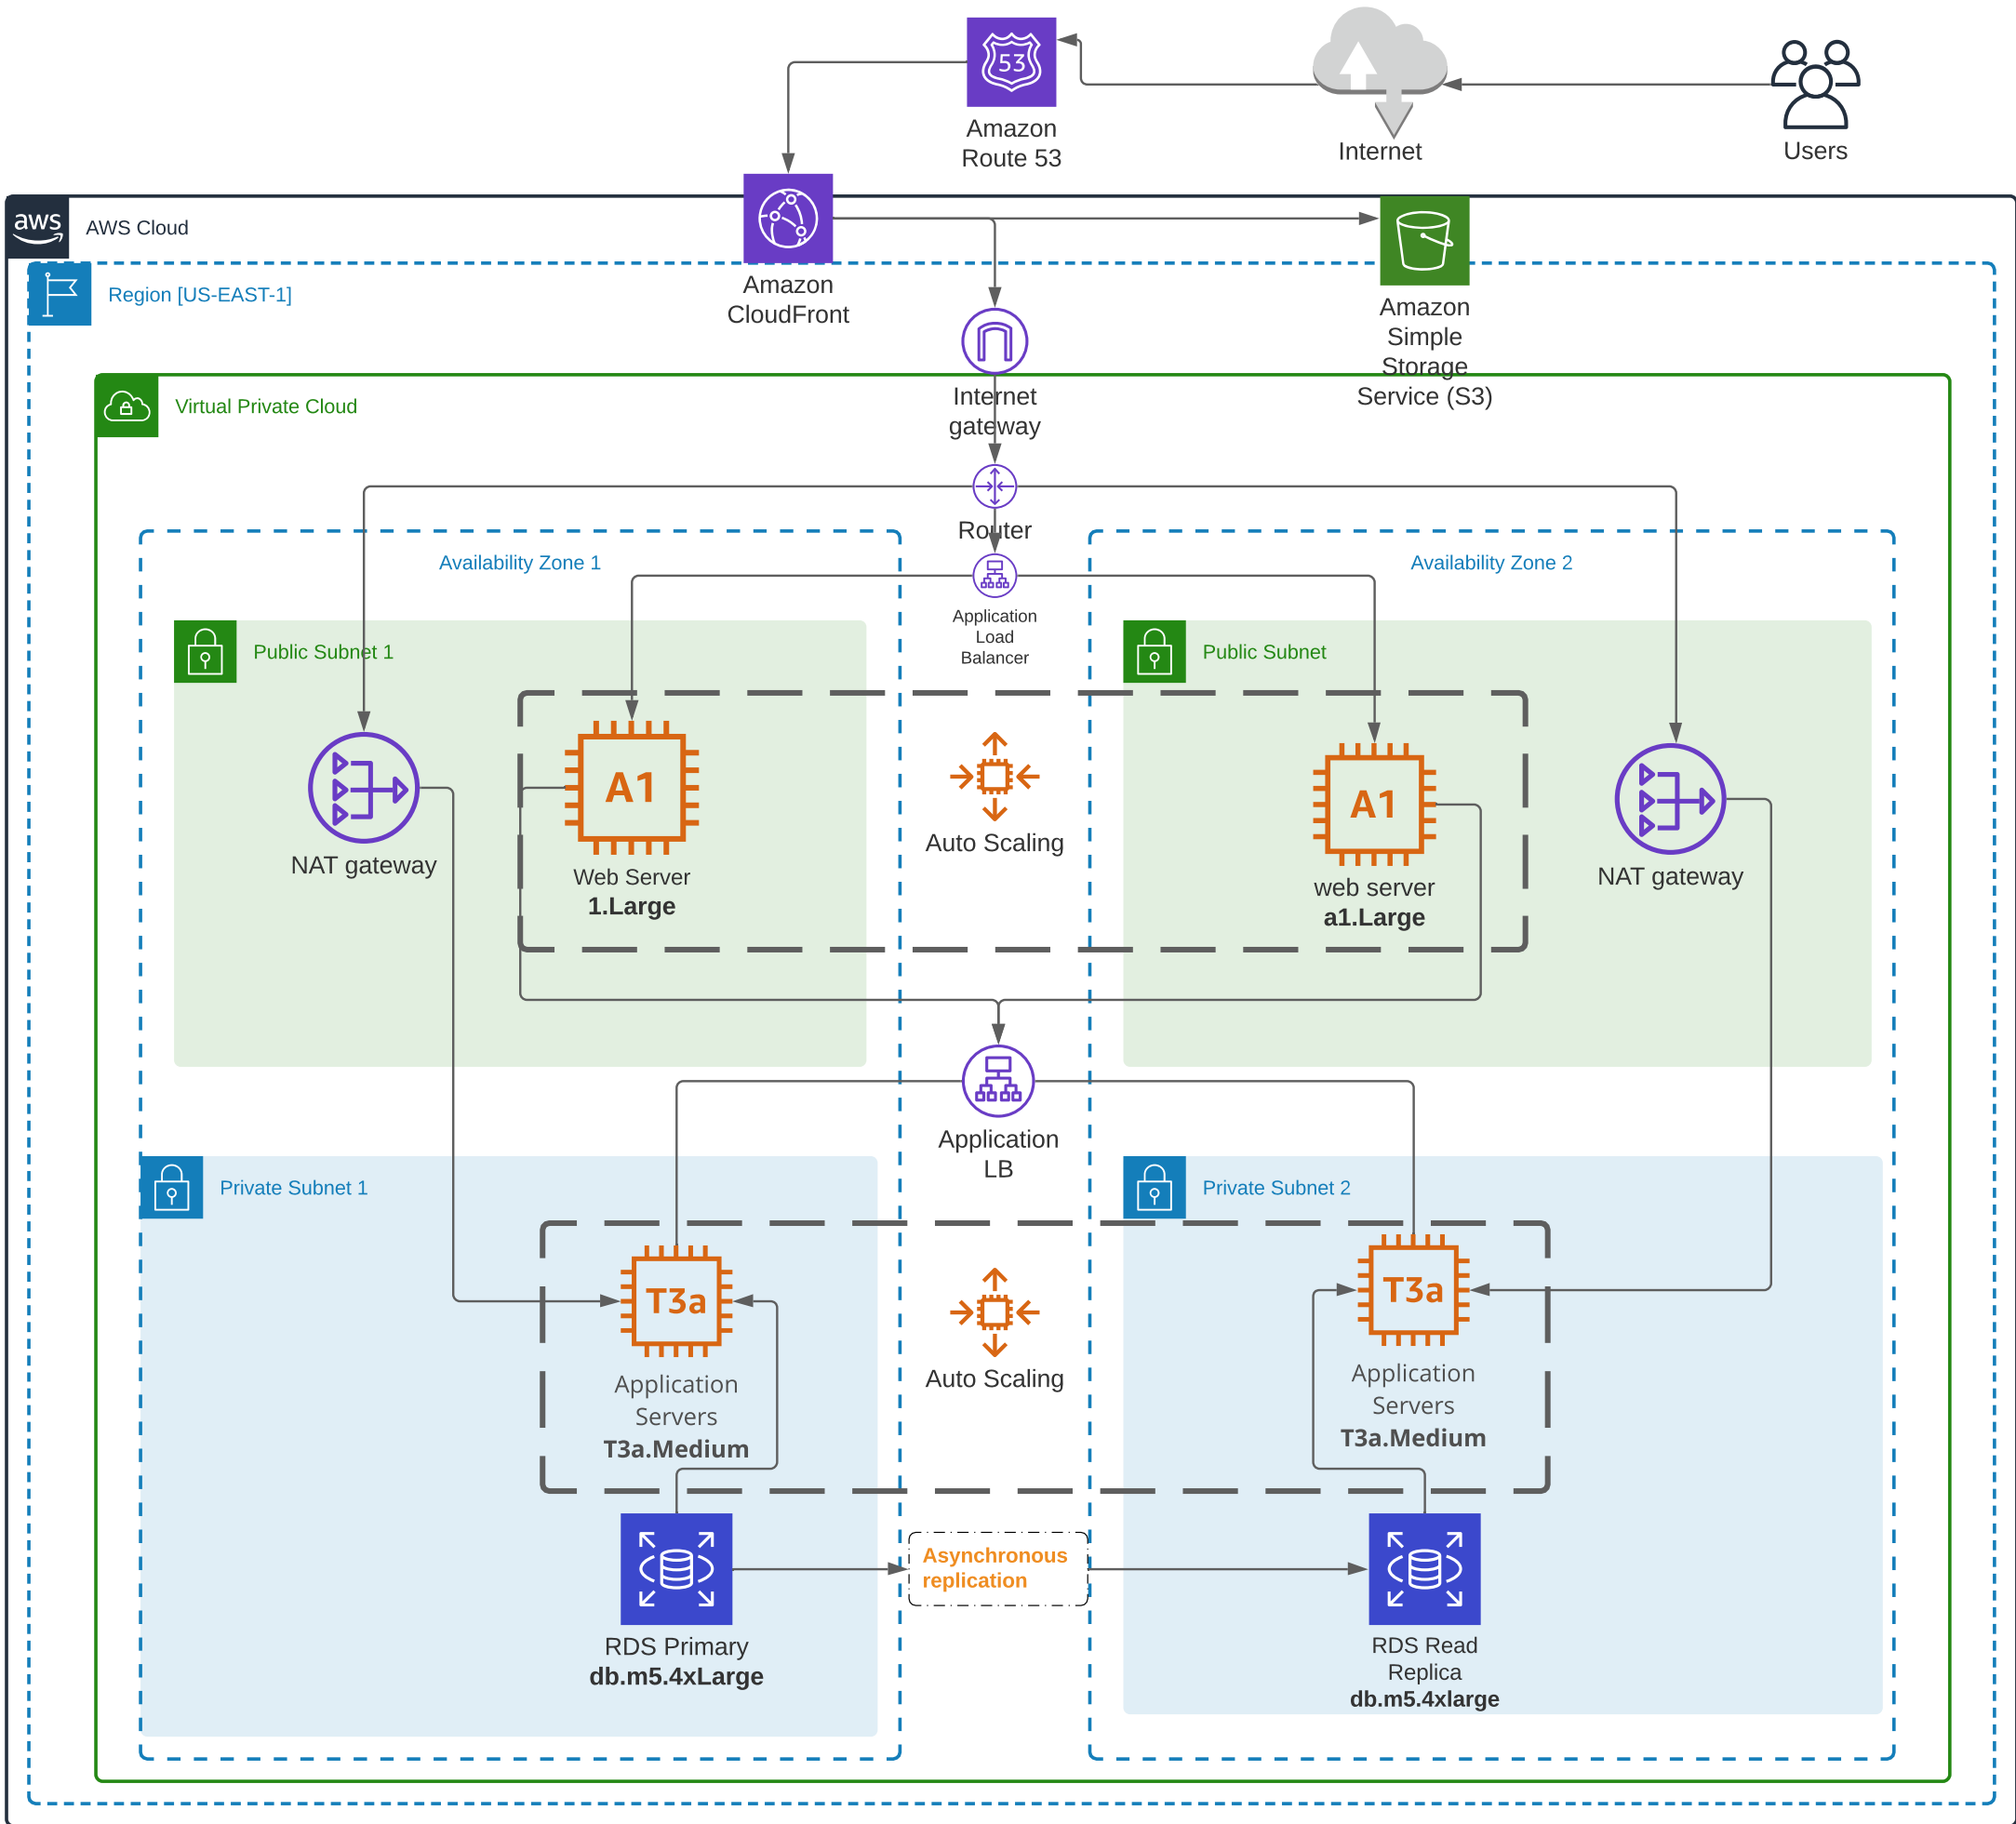 53
Amazon
Route 53
Internet
Users
aws
AWS Cloud
Region [US-EAST-1]
Amazon
CloudFront
Amazon
Simple
Storage
Service (S3)
Virtual Private Cloud
Internet
gateway
Router
Availability Zone 1
Availability Zone 2
Application
Load
Balancer
Public Subnet 1
Public Subnet
A1
A1
Auto Scaling
NAT gateway
Web Server
1.Large
web server
a1.Large
NAT gateway
Application
LB
Private Subnet 1
Private Subnet 2
T3a
T3a
Auto Scaling
Application
Servers
T3a.Medium
Application
Servers
T3a.Medium
Asynchronous
replication
RDS Primary
db.m5.4xLarge
RDS Read
Replica
db.m5.4xlarge